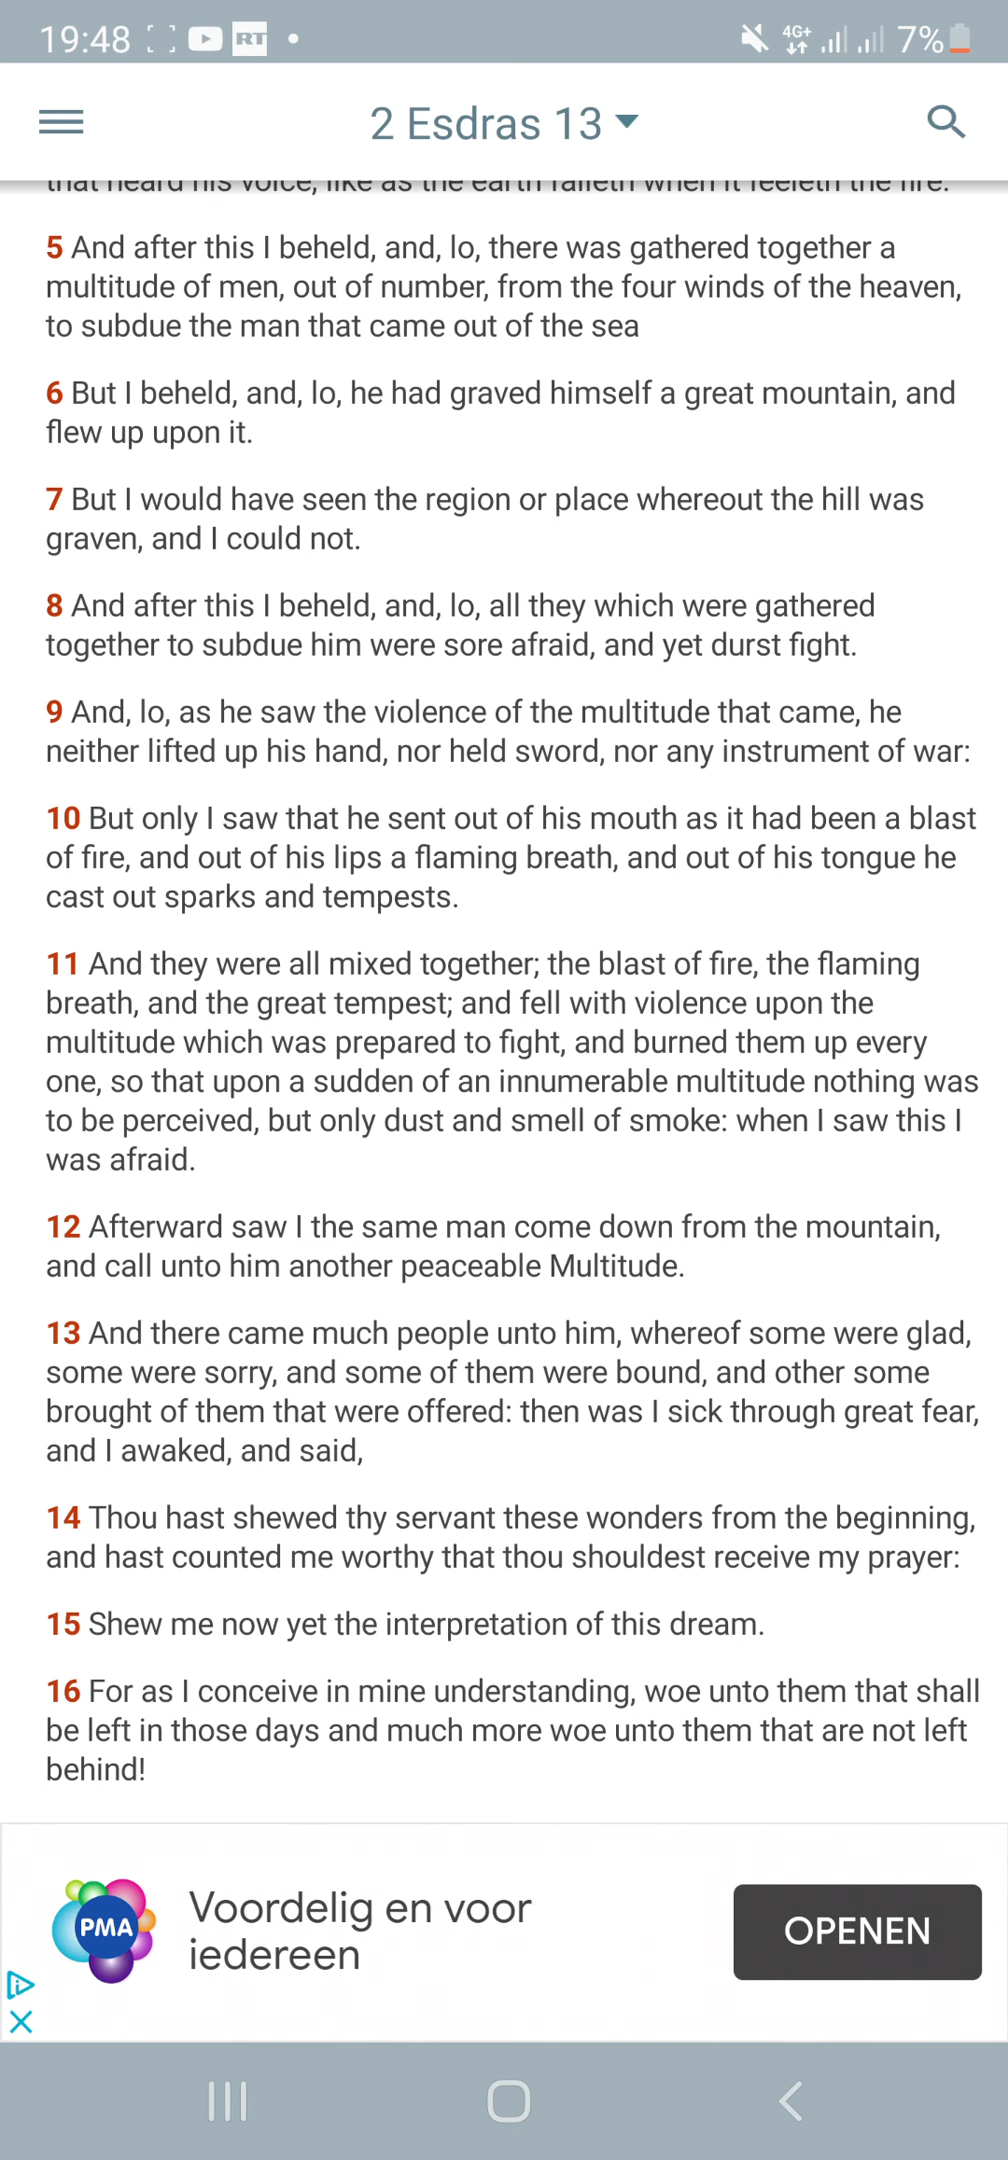 19:48
RT
4G+
7%
2 Esdras 13
that heard his voice, like as the earth faileth when it feeleth the fire.
5 And after this I beheld, and, lo, there was gathered together a
multitude of men, out of number, from the four winds of the heaven,
to subdue the man that came out of the sea
6 But I beheld, and, lo, he had graved himself a great mountain, and
flew up upon it.
7 But I would have seen the region or place whereout the hill was
graven, and I could not.
8 And after this I beheld, and, lo, all they which were gathered
together to subdue him were sore afraid, and yet durst fight.
9 And, lo, as he saw the violence of the multitude that came, he
neither lifted up his hand, nor held sword, nor any instrument of war:
10 But only I saw that he sent out of his mouth as it had been a blast
of fire, and out of his lips a flaming breath, and out of his tongue he
cast out sparks and tempests.
11 And they were all mixed together; the blast of fire, the flaming
breath, and the great tempest; and fell with violence upon the
multitude which was prepared to fight, and burned them up every
one, so that upon a sudden of an innumerable multitude nothing was
to be perceived, but only dust and smell of smoke: when I saw this I
was afraid.
12 Afterward saw I the same man come down from the mountain,
and call unto him another peaceable Multitude.
13 And there came much people unto him, whereof some were glad,
some were sorry, and some of them were bound, and other some
brought of them that were offered: then was I sick through great fear,
and I awaked, and said,
14 Thou hast shewed thy servant these wonders from the beginning,
and hast counted me worthy that thou shouldest receive my prayer:
15 Shew me now yet the interpretation of this dream.
16 For as I conceive in mine understanding, woe unto them that shall
be left in those days and much more woe unto them that are not left
behind!
PMA
Voordelig en voor
iedereen
OPENEN